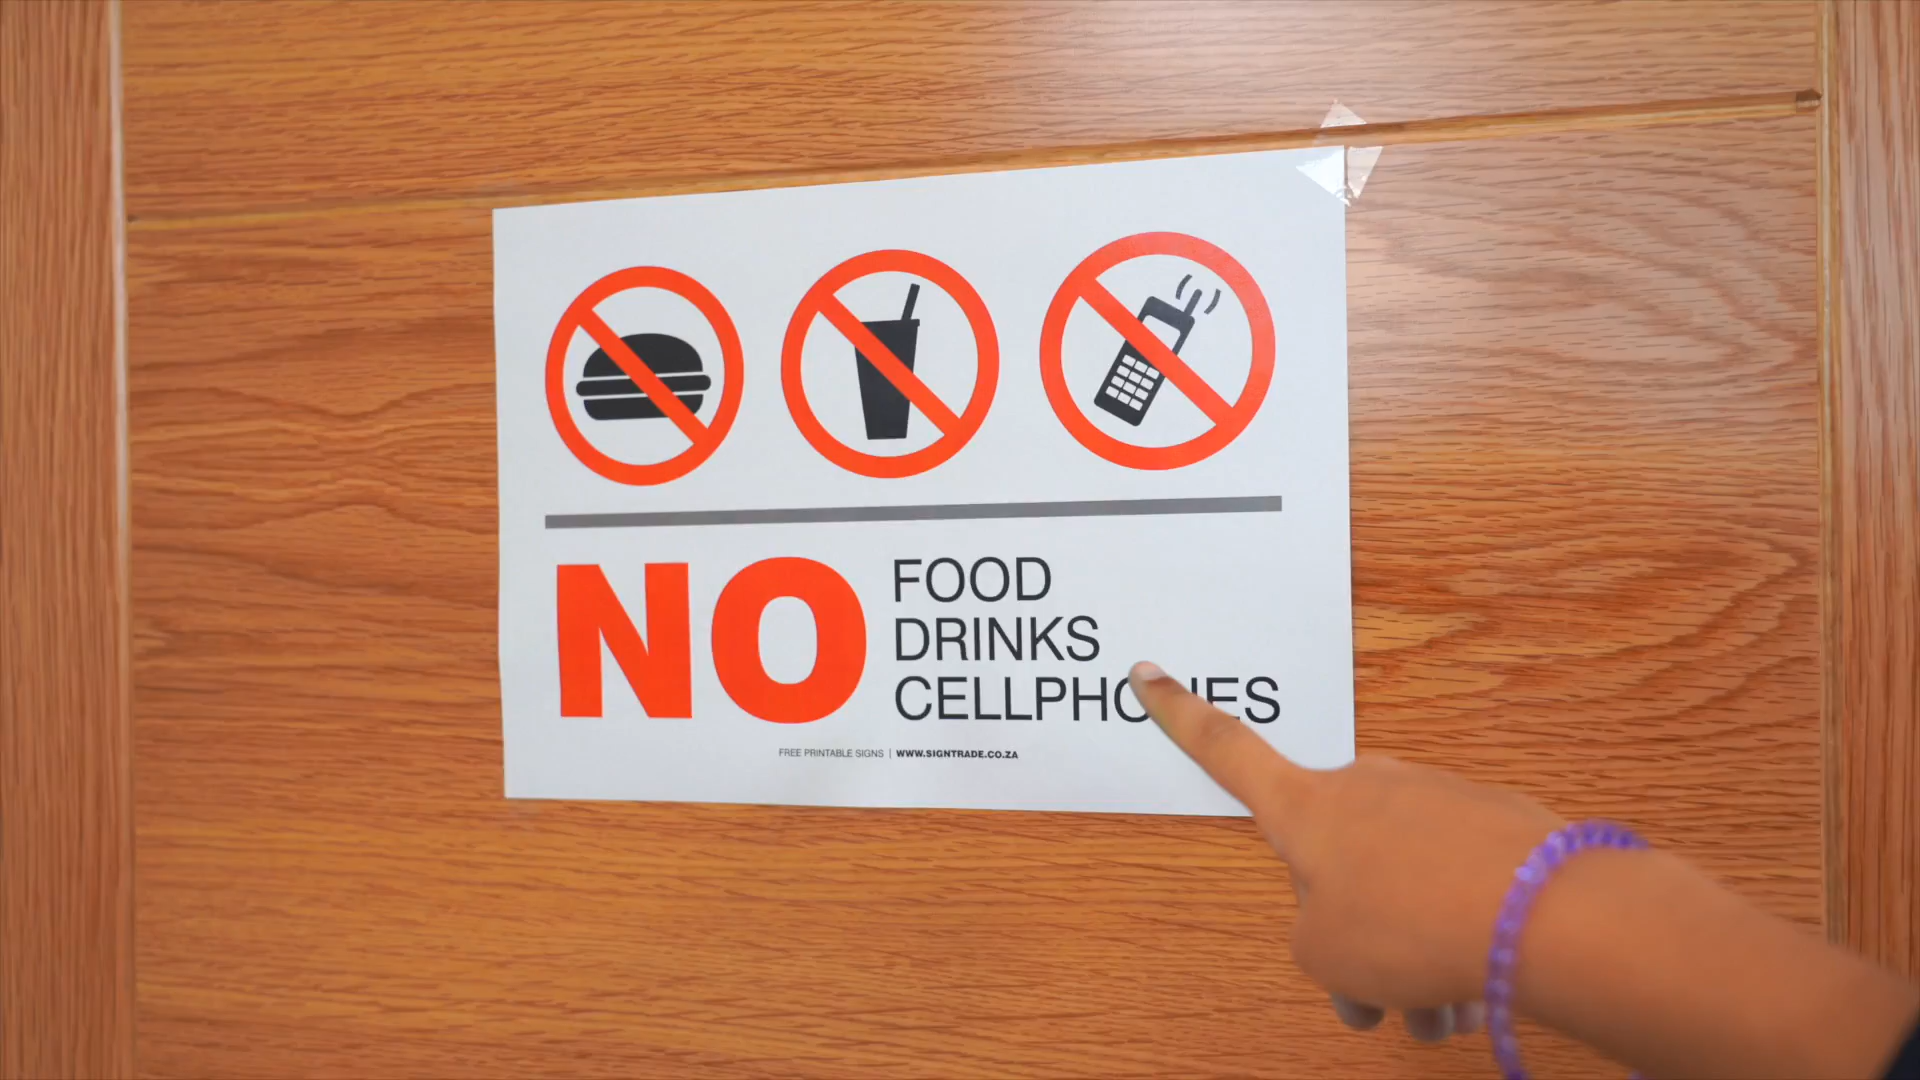 NO
FOOD
DRINKS
CELLPHONES
FREE PRINTABLE SIGNS | WWW.SIGNTRADE.CO.ZA